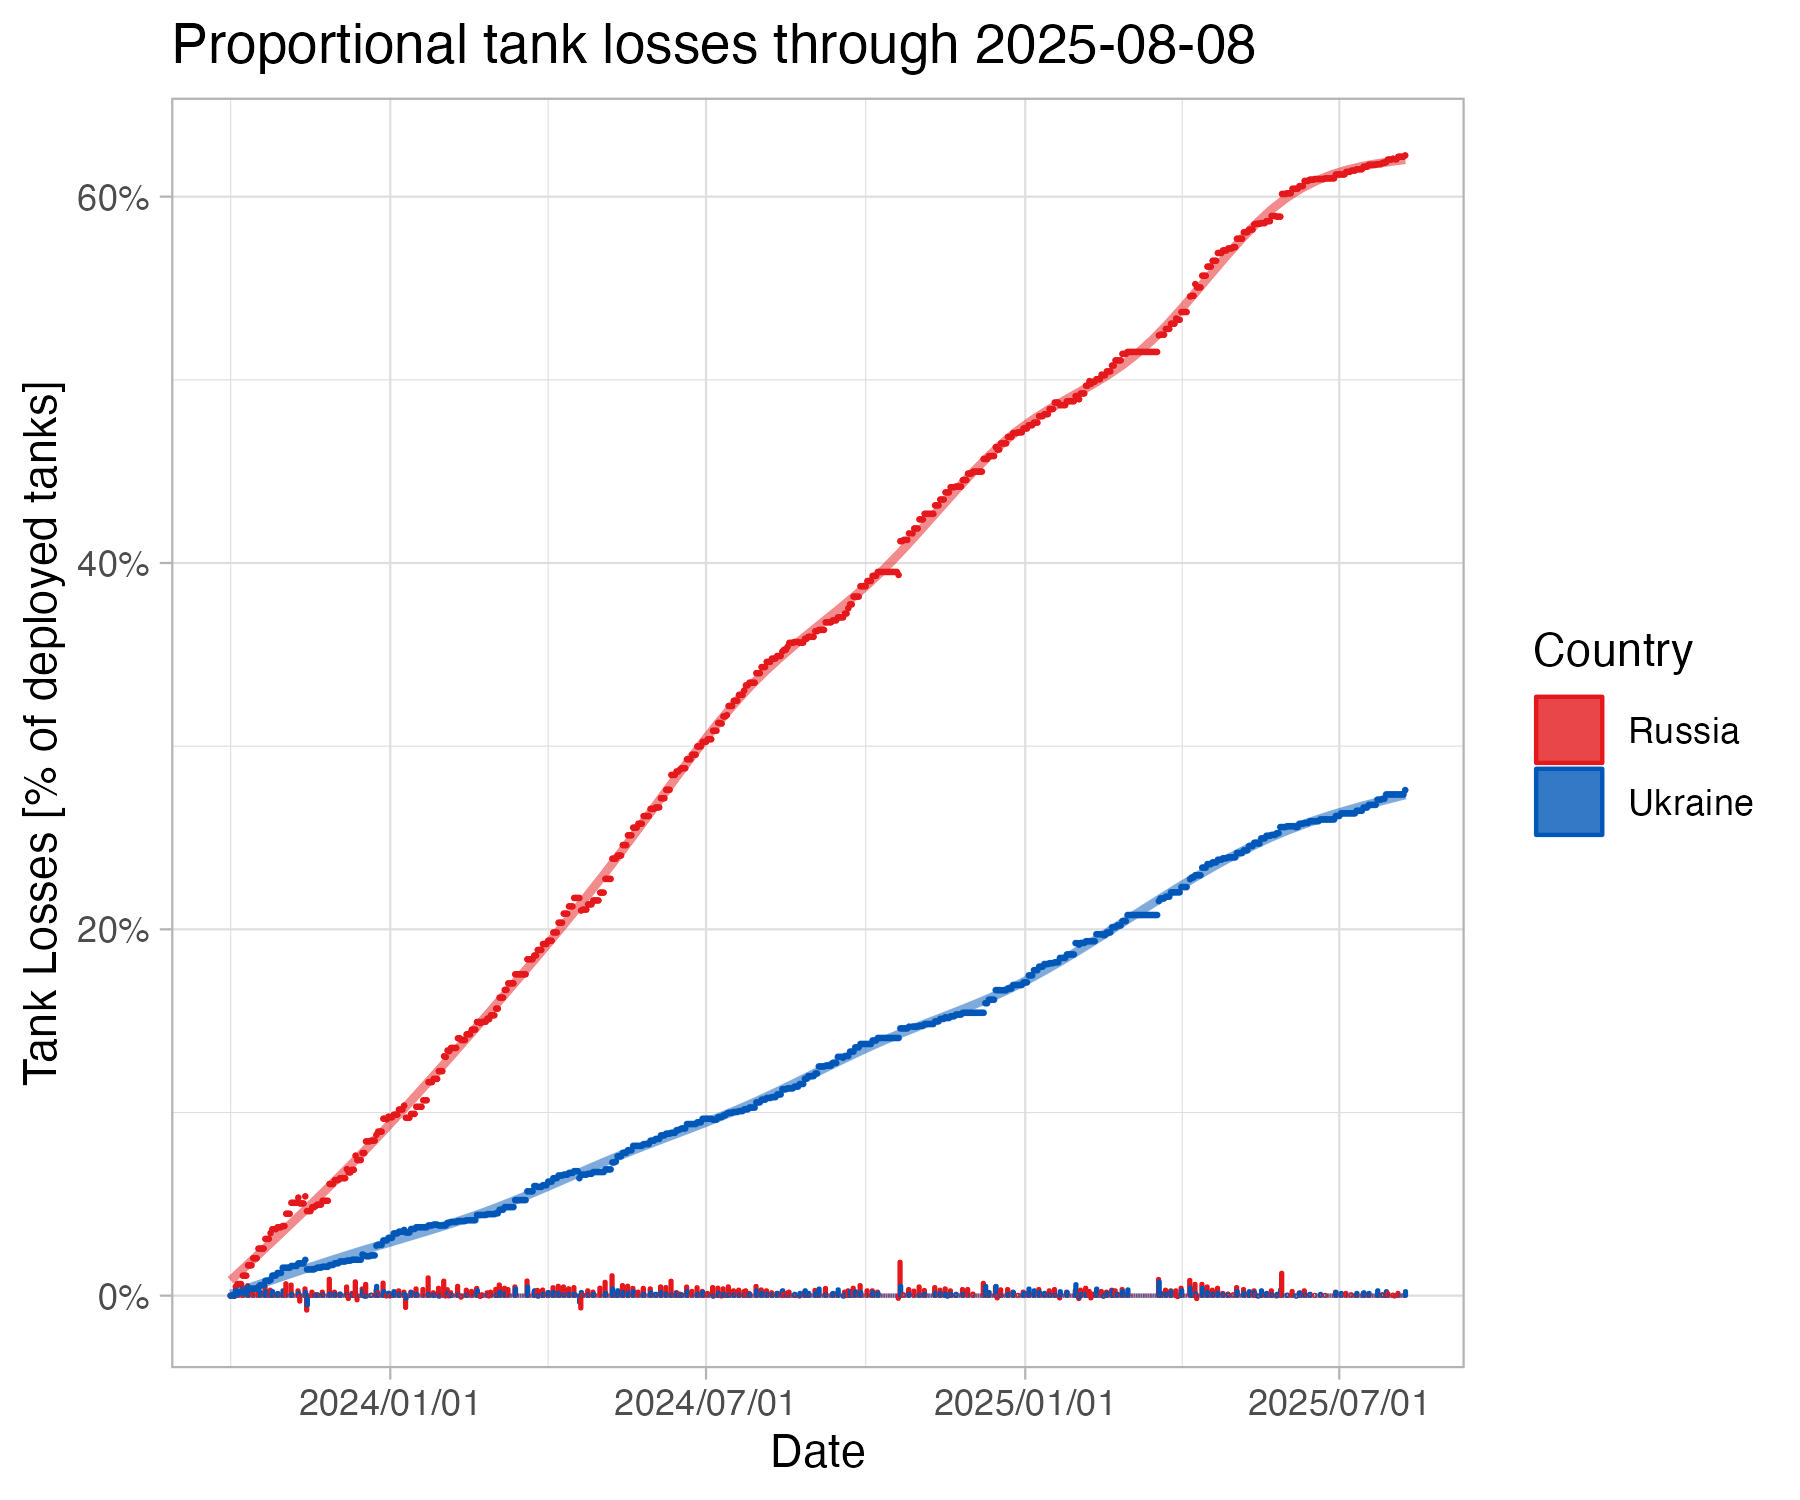 Proportional tank losses through 2025-08-08
Tank Losses [% of deployed tanks]
60%
40%
20%
0%
2024/01/01
2024/07/01
2025/01/01
2025/07/01
Date
Country
Russia
Ukraine